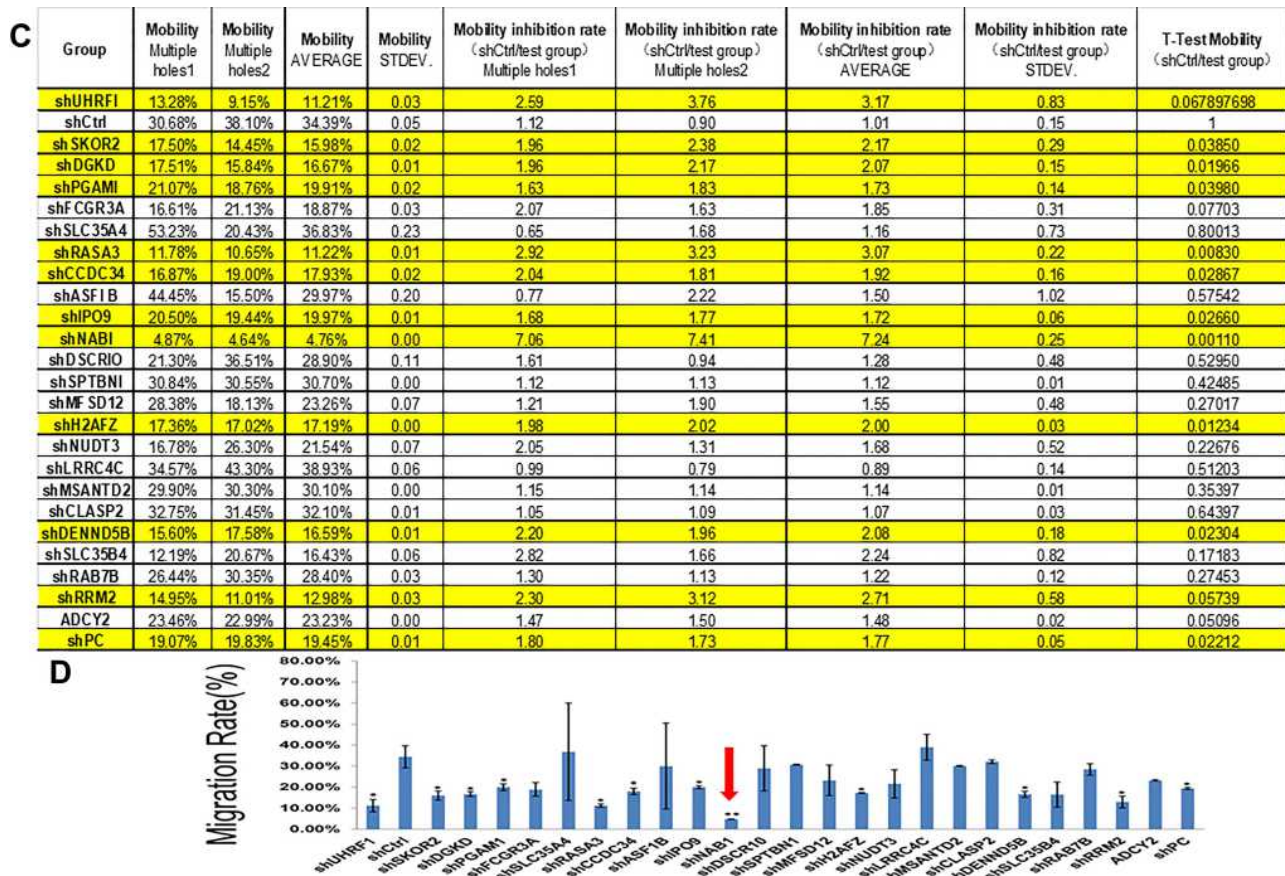 C
Group Mobility Multiple holes1 Mobility Multiple holes2 Mobility AVERAGE Mobility STDEV. Mobility inhibition rate (shCtrl/test group) Multiple holes1 Mobility inhibition rate (shCtrl/test group) Multiple holes2 Mobility inhibition rate (shCtrl/test group) AVERAGE Mobility inhibition rate (shCtrl/test group) STDEV. T-Test Mobility (shCtrl/test group)
shUHRFI 13.28% 9.15% 11.21% 0.03 2.59 3.76 3.17 0.83 0.067897698
shCtrl 30.68% 38.10% 34.39% 0.05 1.12 0.90 1.01 0.15 1
shSKOR2 17.50% 14.45% 15.98% 0.02 1.96 2.38 2.17 0.29 0.03850
shDGKD 17.51% 15.84% 16.67% 0.01 1.96 2.17 2.07 0.15 0.01966
shPGAMI 21.07% 18.76% 19.91% 0.02 1.63 1.83 1.73 0.14 0.03980
shFCGR3A 16.61% 21.13% 18.87% 0.03 2.07 1.63 1.85 0.31 0.07703
shSLC35A4 53.23% 20.43% 36.83% 0.23 0.65 1.68 1.16 0.73 0.80013
shRASA3 11.78% 10.65% 11.22% 0.01 2.92 3.23 3.07 0.22 0.00830
shCCDC34 16.87% 19.00% 17.93% 0.02 2.04 1.81 1.92 0.16 0.02867
shASFIB 44.45% 15.50% 29.97% 0.20 0.77 2.22 1.50 1.02 0.57542
shIPO9 20.50% 19.44% 19.97% 0.01 1.68 1.77 1.72 0.06 0.02660
shNABI 4.87% 4.64% 4.76% 0.00 7.06 7.41 7.24 0.25 0.00110
shDSCRIO 21.30% 36.51% 28.90% 0.11 1.61 0.94 1.28 0.48 0.52950
shSPTBNI 30.84% 30.55% 30.70% 0.00 1.12 1.13 1.12 0.01 0.42485
shMFSD12 28.38% 18.13% 23.26% 0.07 1.21 1.90 1.55 0.48 0.27017
shH2AFZ 17.36% 17.02% 17.19% 0.00 1.98 2.02 2.00 0.03 0.01234
shNUDT3 16.78% 26.30% 21.54% 0.07 2.05 1.31 1.68 0.52 0.22676
shLRRC4C 34.57% 43.30% 38.93% 0.06 0.99 0.79 0.89 0.14 0.51203
shMSANTD2 29.90% 30.30% 30.10% 0.00 1.15 1.14 1.14 0.01 0.35397
shCLASP2 32.75% 31.45% 32.10% 0.01 1.05 1.09 1.07 0.03 0.64397
shDENND5B 15.60% 17.58% 16.59% 0.01 2.20 1.96 2.08 0.18 0.02304
shSLC35B4 12.19% 20.67% 16.43% 0.06 2.82 1.66 2.24 0.82 0.17183
shRAB7B 26.44% 30.35% 28.40% 0.03 1.30 1.13 1.22 0.12 0.27453
shRRM2 14.95% 11.01% 12.98% 0.03 2.30 3.12 2.71 0.58 0.05739
ADCY2 23.46% 22.99% 23.23% 0.00 1.47 1.50 1.48 0.02 0.05096
shPC 19.07% 19.83% 19.45% 0.01 1.80 1.73 1.77 0.05 0.02212
D
Migration Rate(%)
80.00%
70.00%
60.00%
50.00%
40.00%
30.00%
20.00%
10.00%
0.00%
* * * * * * * ** * * * *
shUHRF1 shCtrl shSKOR2 shDGKD shPGAM1 shFCGR3A shSLC35A4 shRASA3 shCCDC34 shASF1B shIPO9 shNAB1 shDSCR10 shSPTBN1 shMFSD12 shH2AFZ shNUDT3 shLRRC4C shMSANTD2 shCLASP2 shDENND5B shSLC35B4 shRAB7B shRRM2 ADCY2 shPC